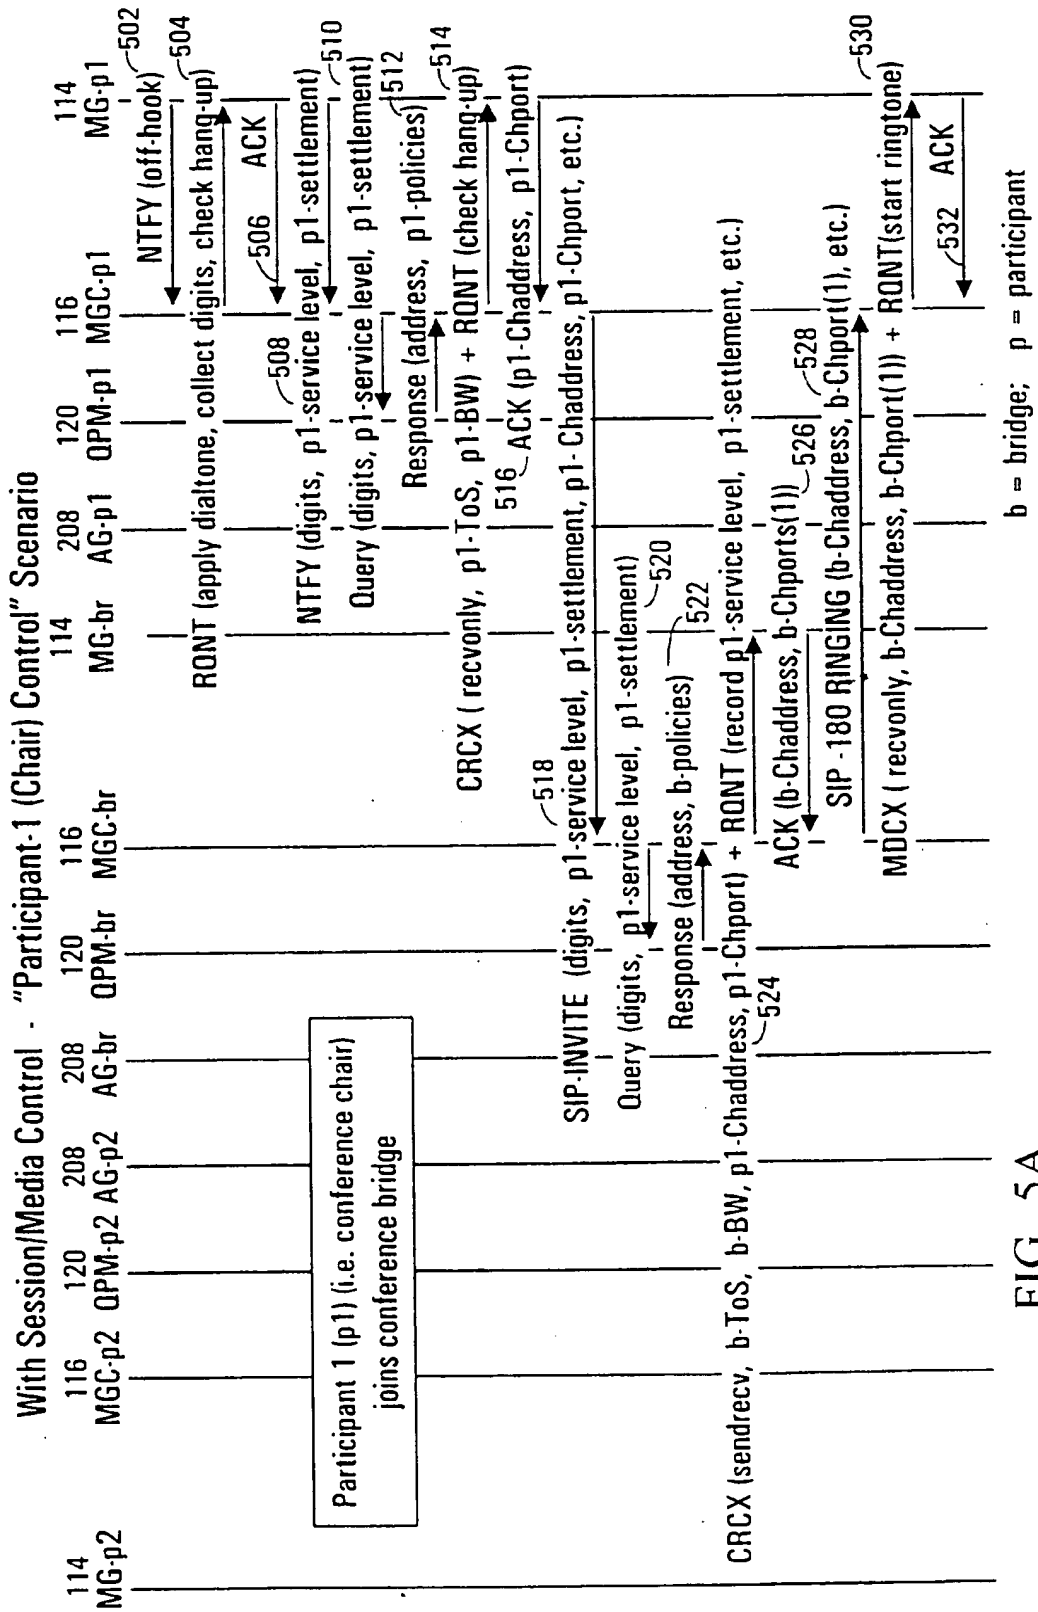 With Session/Media Control - "Participant-1 (Chair) Control" Scenario
114 116 120 208 208 120 116 114 208 120 116 114
MG-p2 MGC-p2 QPM-p2 AG-p2 AG-br QPM-br MGC-br MG-br AG-p1 QPM-p1 MGC-p1 MG-p1
NTFY (off-hook) 502
RQNT (apply dialtone, collect digits, check hang-up) 504
506 ACK
Participant 1 (p1) (i.e. conference chair)
joins conference bridge
508
NTFY (digits, p1-service level, p1-settlement)
510
Query (digits, p1-service level, p1-settlement)
512
Response (address, p1-policies)
514
CRCX ( recvonly, p1-ToS, p1-BW) + RQNT (check hang-up)
516 ACK (p1-Chaddress, p1-Chport)
518
SIP-INVITE (digits, p1-service level, p1-settlement, p1- Chaddress, p1-Chport, etc.)
Query (digits, p1-service level, p1-settlement) 520
Response (address, b-policies) 522
CRCX (sendrecv, b-ToS, b-BW, p1-Chaddress, p1-Chport) + RQNT (record p1-service level, p1-settlement, etc.)
524
ACK (b-Chaddress, b-Chports(1)) 526
528
SIP -180 RINGING (b-Chaddress, b-Chport(1), etc.)
530
MDCX ( recvonly, b-Chaddress, b-Chport(1)) + RQNT(start ringtone)
532 ACK
b = bridge; p = participant
FIG. 5A